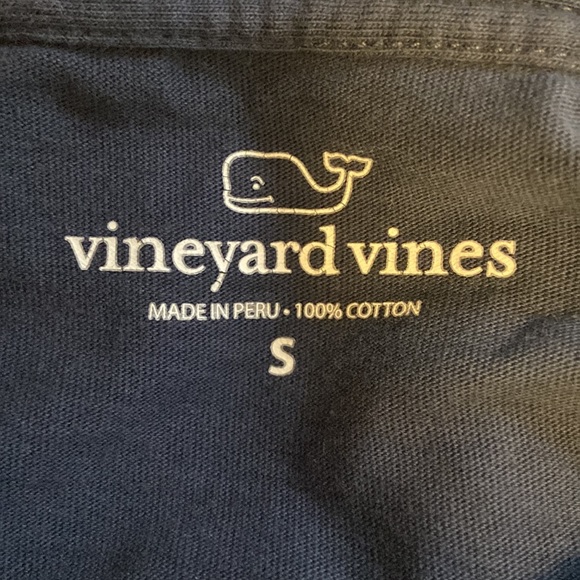 vineyard vines
MADE IN PERU • 100% COTTON
S